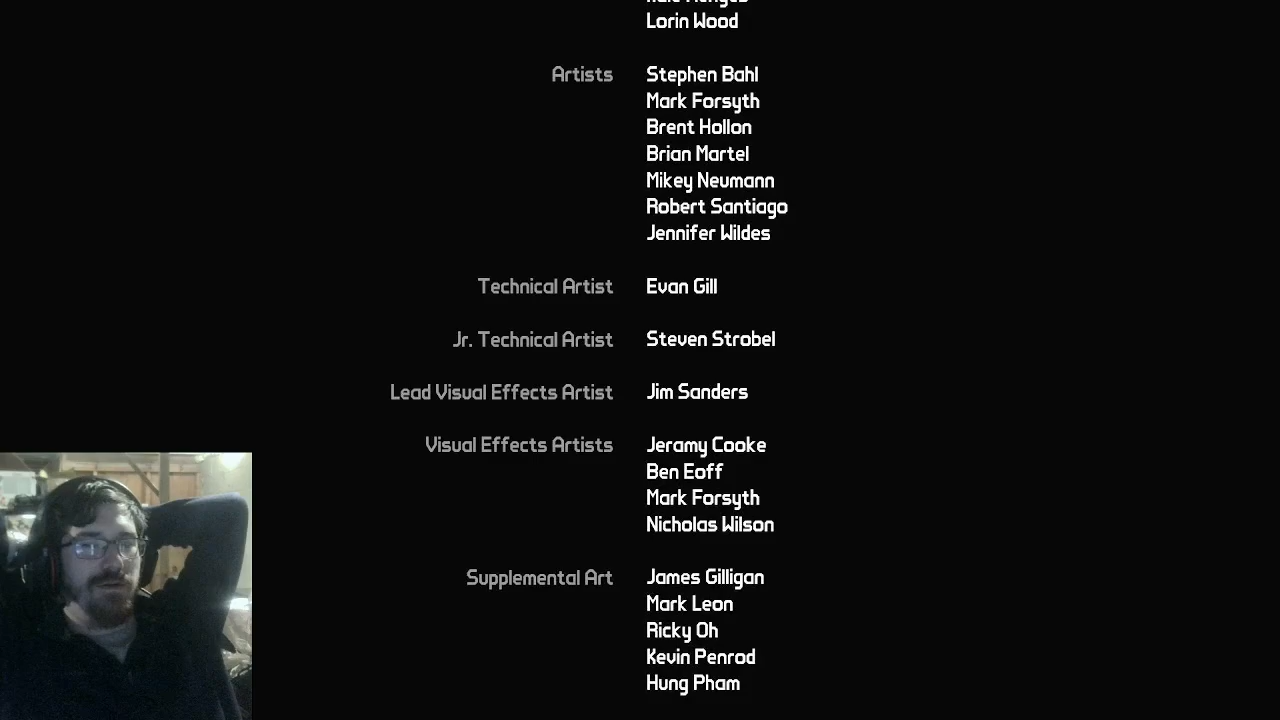 Lorin Wood
Artists Stephen Bahl
Mark Forsyth
Brent Hollon
Brian Martel
Mikey Neumann
Robert Santiago
Jennifer Wildes
Technical Artist Evan Gill
Jr. Technical Artist Steven Strobel
Lead Visual Effects Artist Jim Sanders
Visual Effects Artists Jeramy Cooke
Ben Eoff
Mark Forsyth
Nicholas Wilson
Supplemental Art James Gilligan
Mark Leon
Ricky Oh
Kevin Penrod
Hung Pham